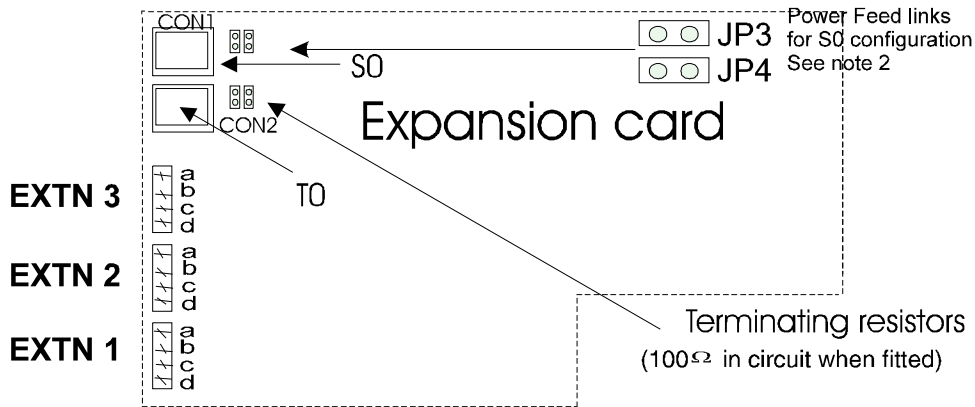 CON1
JP3
Power Feed links
for S0 configuration
See note 2
JP4
S0
CON2
Expansion card
T0
EXTN 3
a
b
c
d
EXTN 2
a
b
c
d
EXTN 1
a
b
c
d
Terminating resistors
(100Ω in circuit when fitted)